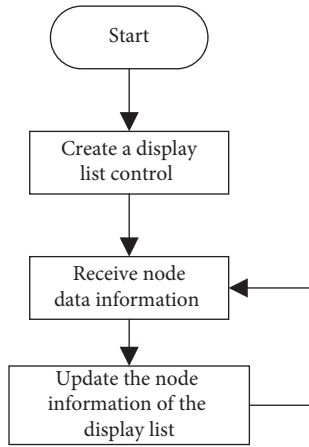 Start
Create a display
list control
Receive node
data information
Update the node
information of the
display list